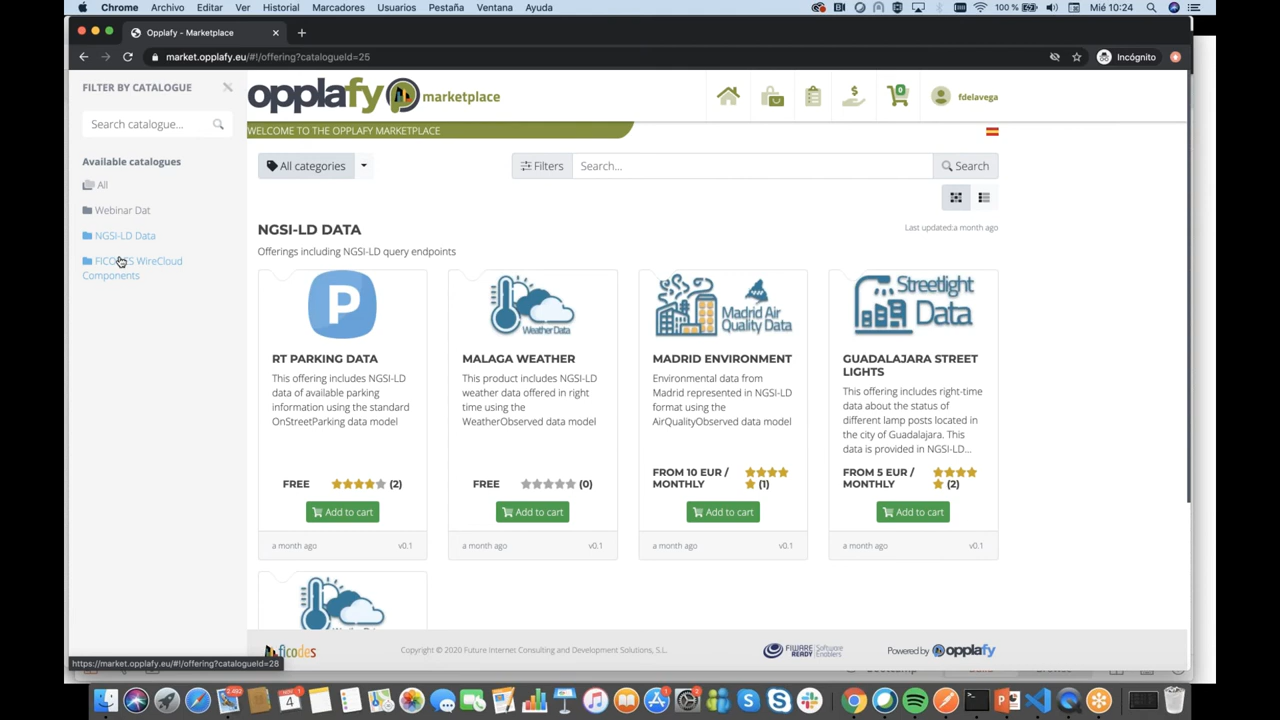 Chrome Archivo Editar Ver Historial Marcadores Usuarios Pestaña Ventana Ayuda 100 % Mié 10:24
Opplafy - Marketplace
market.opplafy.eu/#!/offering?catalogueId=25 Incógnito
FILTER BY CATALOGUE
Search catalogue...
Available catalogues
All
Webinar Dat
NGSI-LD Data
WireCloud
Components
opplafy marketplace
0 fdelavega
WELCOME TO THE OPPLAFY MARKETPLACE
All categories Filters Search... Search
NGSI-LD DATA Last updated:a month ago
Offerings including NGSI-LD query endpoints
P
RT PARKING DATA
This offering includes NGSI-LD
data of available parking
information using the standard
OnStreetParking data model
FREE (2)
Add to cart
a month ago v0.1
Weather Data
MALAGA WEATHER
This product includes NGSI-LD
weather data offered in right
time using the
WeatherObserved data model
FREE (0)
Add to cart
a month ago v0.1
Madrid Air
Quality Data
MADRID ENVIRONMENT
Environmental data from
Madrid represented in NGSI-LD
format using the
AirQualityObserved data model
FROM 10 EUR /
MONTHLY (1)
Add to cart
a month ago v0.1
Streetlight
Data
GUADALAJARA STREET
LIGHTS
This offering includes right-time
data about the status of
different lamp posts located in
the city of Guadalajara. This
data is provided in NGSI-LD...
FROM 5 EUR /
MONTHLY (2)
Add to cart
a month ago v0.1
ficodes Copyright © 2020 Future Internet Consulting and Development Solutions, S.L. FIWARE READY Software Enablers Powered by opplafy
https://market.opplafy.eu/#!/offering?catalogueId=28